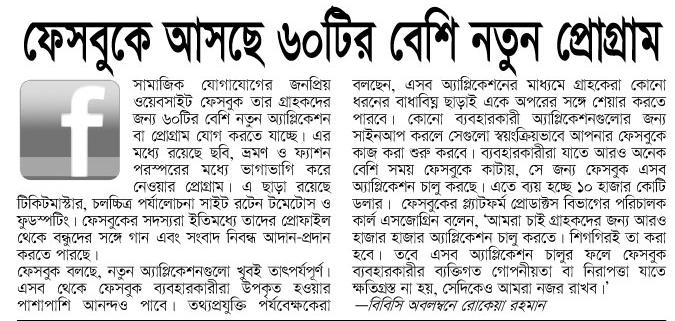 ফেসবুকে আসছে ৬০টির বেশি নতুন প্রোগ্রাম
f
সামাজিক যোগাযোগের জনপ্রিয়
ওয়েবসাইট ফেসবুক তার গ্রাহকদের
জন্য ৬০টির বেশি নতুন অ্যাপ্লিকেশন
বা প্রোগ্রাম যোগ করতে যাচ্ছে। এর
মধ্যে রয়েছে ছবি, ভ্রমণ ও ফ্যাশন
পরস্পরের মধ্যে ভাগাভাগি করে
নেওয়ার প্রোগ্রাম। এ ছাড়া রয়েছে
টিকিটমাস্টার, চলচ্চিত্র পর্যালোচনা সাইট রটেন টমেটোস ও
ফুডস্পটিং। ফেসবুকের সদস্যরা ইতিমধ্যে তাদের প্রোফাইল
থেকে বন্ধুদের সঙ্গে গান এবং সংবাদ নিবন্ধ আদান-প্রদান
করতে পারছে।
ফেসবুক বলছে, নতুন অ্যাপ্লিকেশনগুলো খুবই তাৎপর্যপূর্ণ।
এসব থেকে ফেসবুক ব্যবহারকারীরা উপকৃত হওয়ার
পাশাপাশি আনন্দও পাবে। তথ্যপ্রযুক্তি পর্যবেক্ষকেরা
বলছেন, এসব অ্যাপ্লিকেশনের মাধ্যমে গ্রাহকেরা কোনো
ধরনের বাধাবিঘ্ন ছাড়াই একে অপরের সঙ্গে শেয়ার করতে
পারবে। কোনো ব্যবহারকারী অ্যাপ্লিকেশনগুলোর জন্য
সাইনআপ করলে সেগুলো স্বয়ংক্রিয়ভাবে আপনার ফেসবুকে
কাজ করা শুরু করবে। ব্যবহারকারীরা যাতে আরও অনেক
বেশি সময় ফেসবুকে কাটায়, সে জন্য ফেসবুক এসব
অ্যাপ্লিকেশন চালু করছে। এতে ব্যয় হচ্ছে ১০ হাজার কোটি
ডলার। ফেসবুকের প্ল্যাটফর্ম প্রোডাক্টস বিভাগের পরিচালক
কার্ল এসজোগ্রিন বলেন, ‘আমরা চাই গ্রাহকদের জন্য আরও
হাজার হাজার অ্যাপ্লিকেশন চালু করতে। শিগগিরই তা করা
হবে। তবে এসব অ্যাপ্লিকেশন চালুর ফলে ফেসবুক
ব্যবহারকারীর ব্যক্তিগত গোপনীয়তা বা নিরাপত্তা যাতে
ক্ষতিগ্রস্ত না হয়, সেদিকেও আমরা নজর রাখব।’
—বিবিসি অবলম্বনে রোকেয়া রহমান